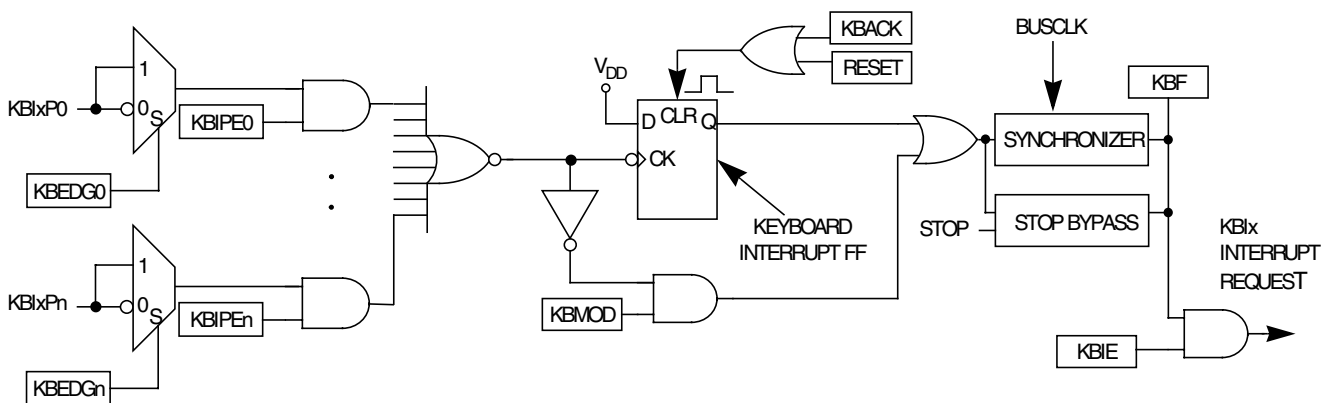 KBACK
RESET
BUSCLK
VDD
KBF
1
KBIxP0
0
S
KBIPE0
D CLR Q
CK
SYNCHRONIZER
KBEDG0
KEYBOARD
INTERRUPT FF
STOP
STOP BYPASS
KBIx
INTERRUPT
REQUEST
1
KBIxPn
0
S
KBIPEn
KBMOD
KBIE
KBEDGn